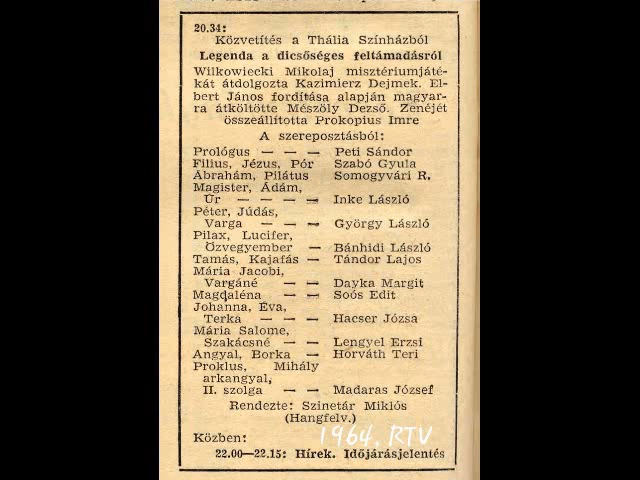 20.34:
Közvetítés a Thália Színházból
Legenda a dicsőséges feltámadásról
Wilkowiecki Mikolaj misztériumjáté-
kát átdolgozta Kazimierz Dejmek. El-
bert János fordítása alapján magyar-
ra átköltötte Mészöly Dezső. Zenéjét
összeállította Prokopius Imre
A szereposztásból:
Prológus — — — Peti Sándor
Filius, Jézus, Pór Szabó Gyula
Ábrahám, Pilátus Somogyvári R.
Magister, Ádám,
Úr — — — — Inke László
Péter, Júdás,
Varga — — — György László
Pilax, Lucifer,
Özvegyember — Bánhidi László
Tamás, Kajafás — Tándor Lajos
Mária Jacobi,
Vargáné — — Dayka Margit
Magdaléna — — Soós Edit
Johanna, Éva,
Terka — — — Hacser Józsa
Mária Salome,
Szakácsné — — Lengyel Erzsi
Angyal, Borka — Horváth Teri
Proklus, Mihály
arkangyal,
II. szolga — — Madaras József
Rendezte: Szinetár Miklós
(Hangfelv.)
1964, RTV
Közben:
22.00—22.15: Hírek. Időjárásjelentés